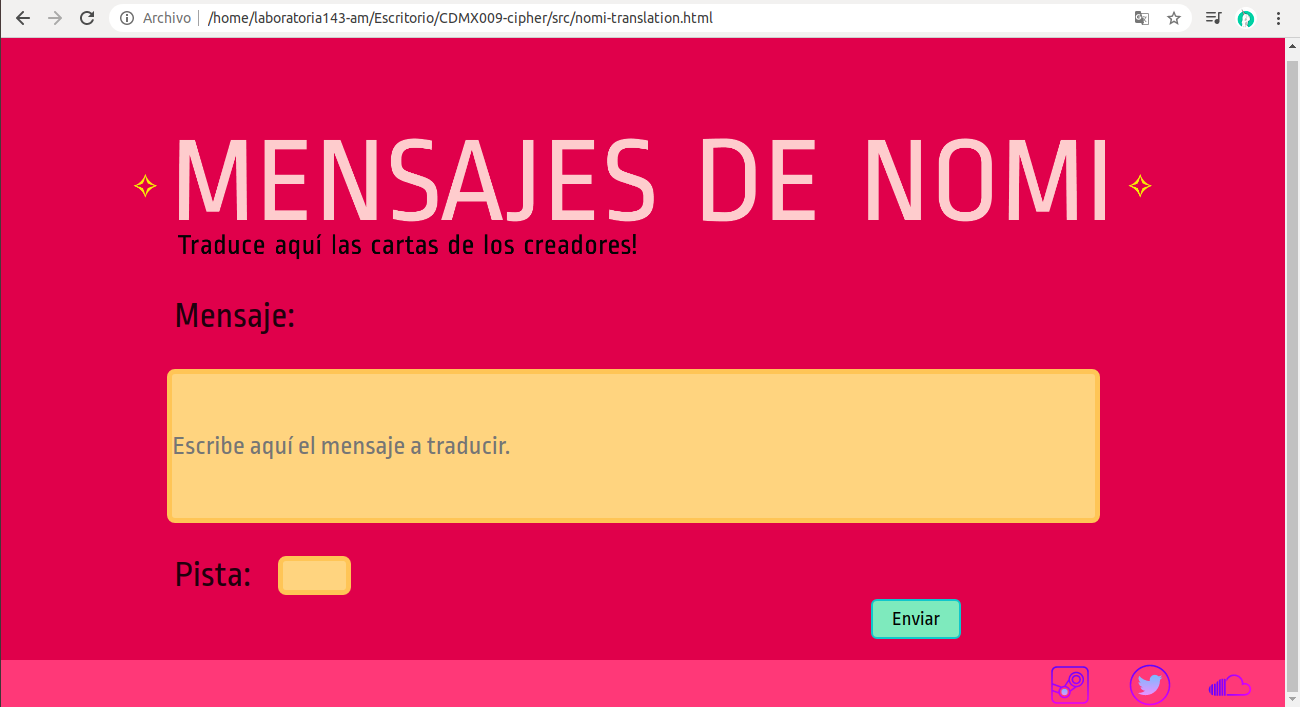 Archivo /home/laboratoria143-am/Escritorio/CDMX009-cipher/src/nomi-translation.html
MENSAJES DE NOMI
Traduce aquí las cartas de los creadores!
Mensaje:
Escribe aquí el mensaje a traducir.
Pista:
Enviar